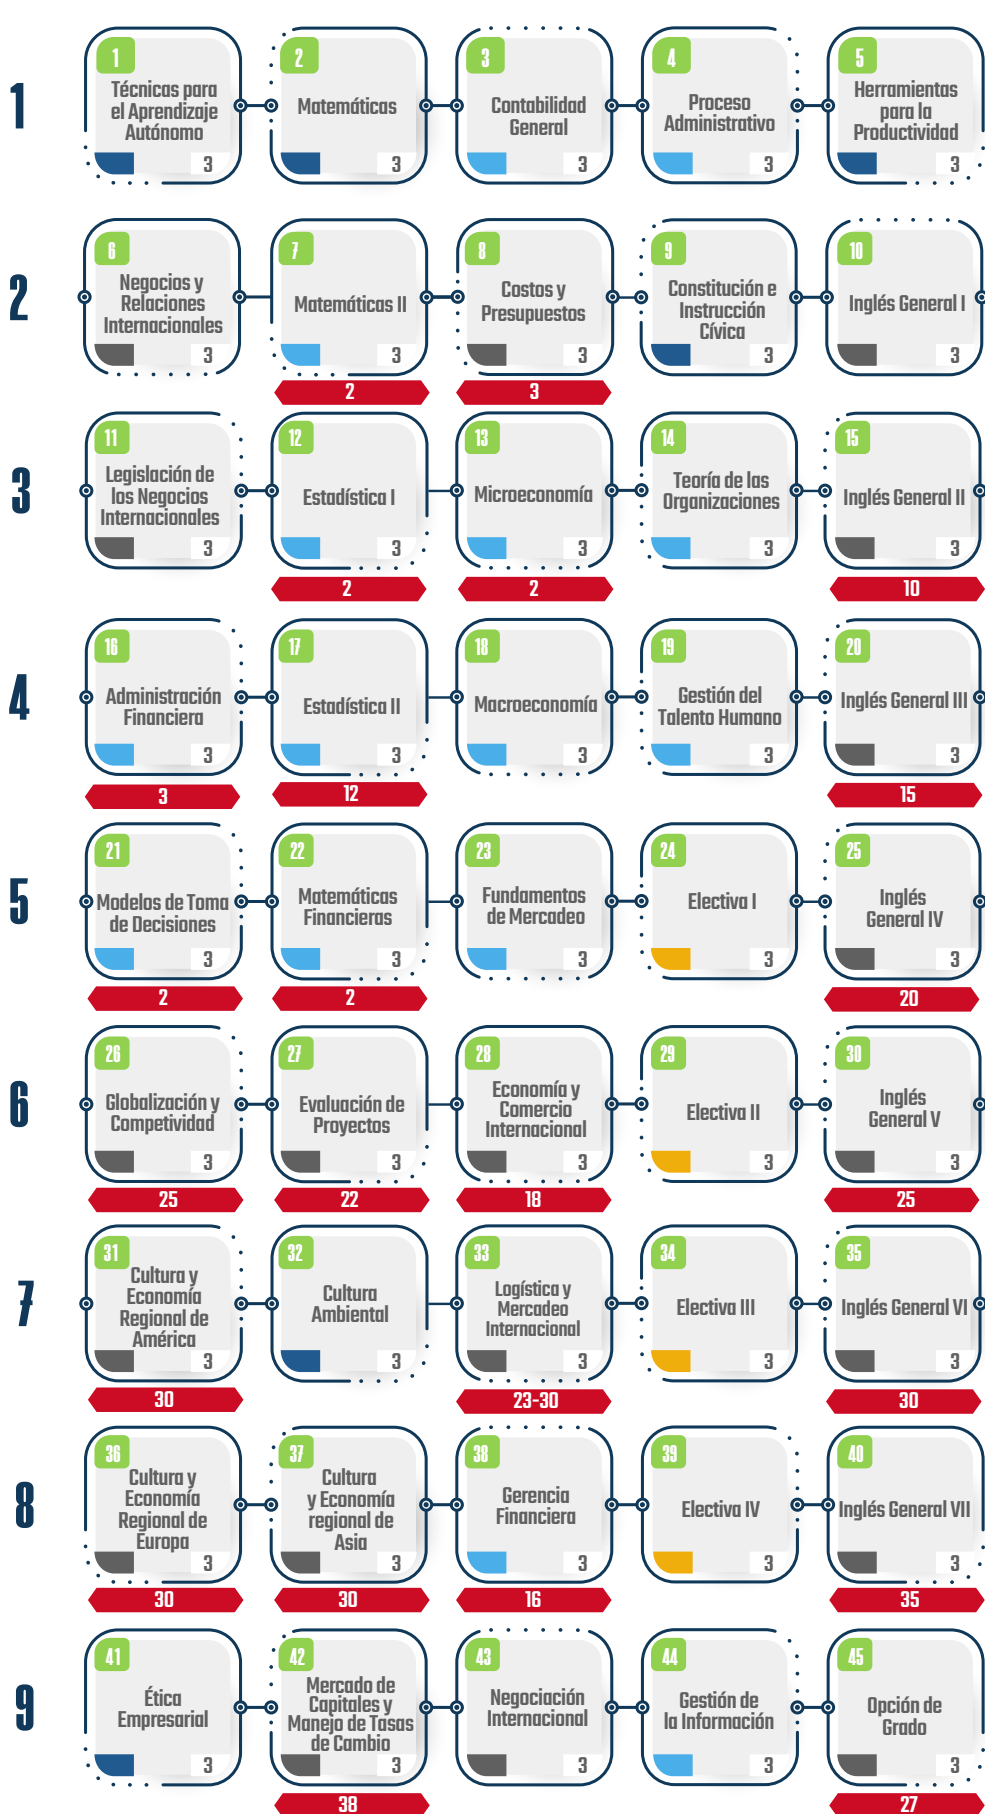 1
1
Técnicas para
el Aprendizaje
Autónomo
3
2
Matemáticas
3
3
Contabilidad
General
3
4
Proceso
Administrativo
3
5
Herramientas
para la
Productividad
3
2
6
Negocios y
Relaciones
Internacionales
3
7
Matemáticas II
3
2
8
Costos y
Presupuestos
3
3
9
Constitución e
Instrucción
Cívica
3
10
Inglés General I
3
3
11
Legislación de
los Negocios
Internacionales
3
12
Estadística I
3
2
13
Microeconomía
3
2
14
Teoría de las
Organizaciones
3
15
Inglés General II
3
10
4
16
Administración
Financiera
3
3
17
Estadística II
3
12
18
Macroeconomía
3
19
Gestión del
Talento Humano
3
20
Inglés General III
3
15
5
21
Modelos de Toma
de Decisiones
3
2
22
Matemáticas
Financieras
3
2
23
Fundamentos
de Mercadeo
3
24
Electiva I
3
25
Inglés
General IV
3
20
6
26
Globalización y
Competividad
3
25
27
Evaluación de
Proyectos
3
22
28
Economía y
Comercio
Internacional
3
18
29
Electiva II
3
30
Inglés
General V
3
25
7
31
Cultura y
Economía
Regional de
América
3
30
32
Cultura
Ambiental
3
33
Logística y
Mercadeo
Internacional
3
23-30
34
Electiva III
3
35
Inglés General VI
3
30
8
36
Cultura y
Economía
Regional de
Europa
3
30
37
Cultura
y Economía
regional de
Asia
3
30
38
Gerencia
Financiera
3
16
39
Electiva IV
3
40
Inglés General VII
3
35
9
41
Ética
Empresarial
3
42
Mercado de
Capitales y
Manejo de Tasas
de Cambio
3
38
43
Negociación
Internacional
3
44
Gestión de
la Información
3
45
Opción de
Grado
3
27